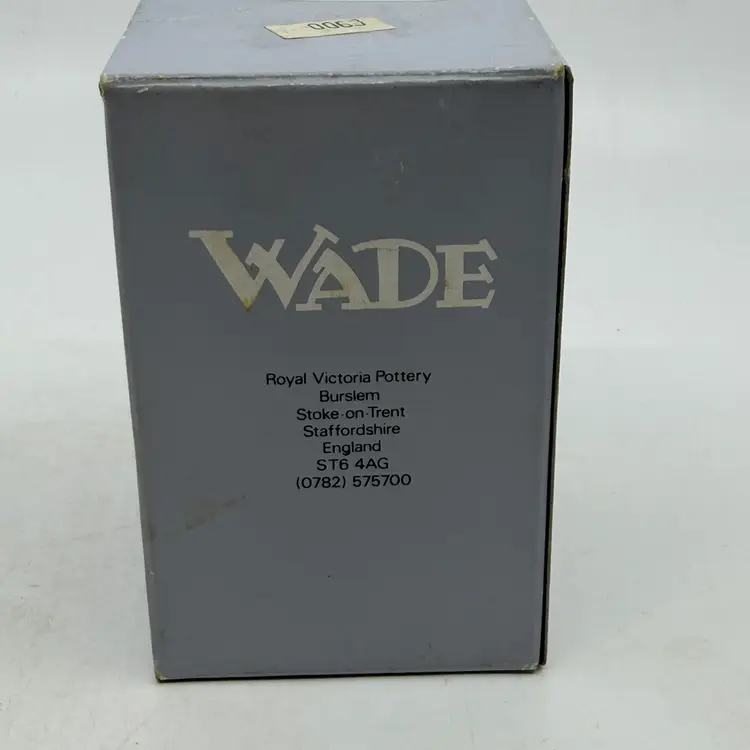 0063
WADE
Royal Victoria Pottery
Burslem
Stoke-on-Trent
Staffordshire
England
ST6 4AG
(0782) 575700